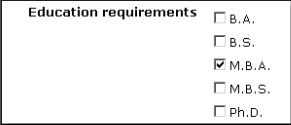 Education requirements B.A.
B.S.
M.B.A.
M.B.S.
Ph.D.